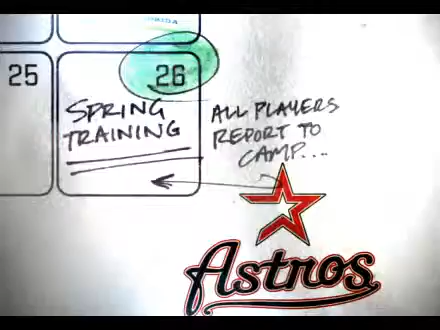 25
26
SPRING
TRAINING
ALL PLAYERS
REPORT TO
CAMP....
Astros